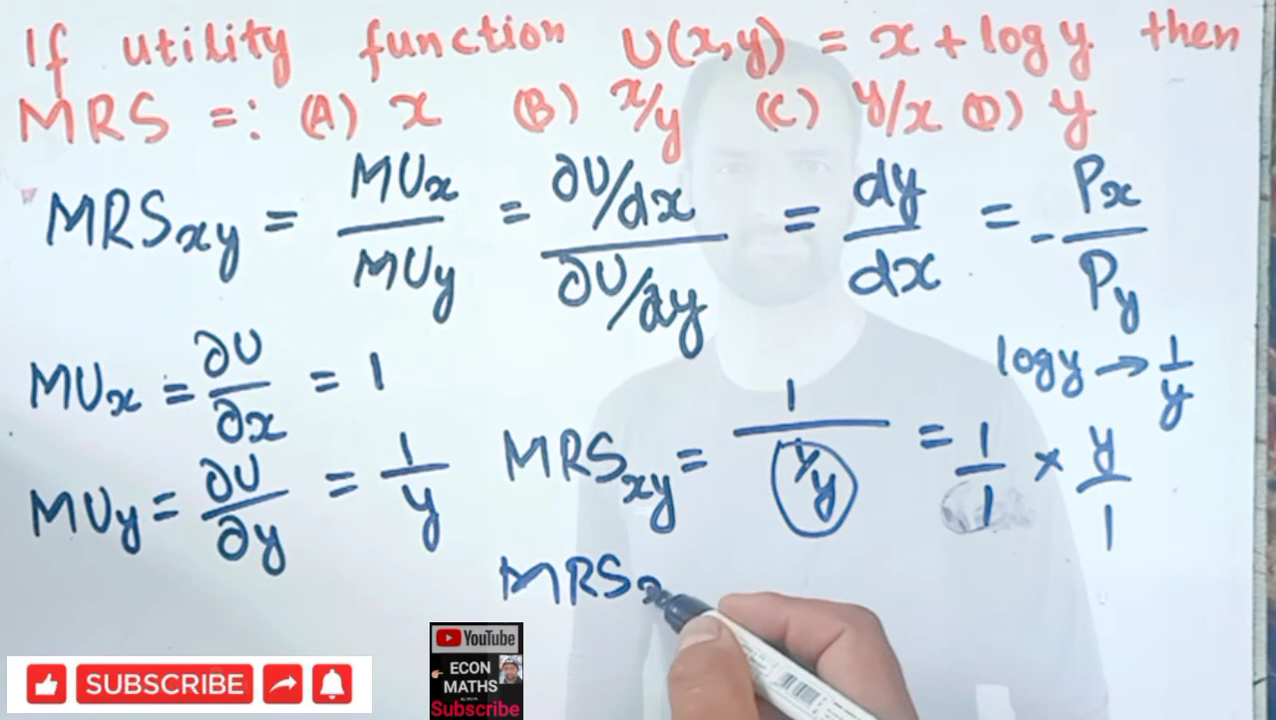 If utility function U(x,y) = x + log y then
MRS =: (A) x (B) x/y (C) y/x (D) y
MRSxy = MUx / MUy = ∂U/dx / ∂U/∂y = dy / dx = - Px / Py
log y → 1/y
MUx = ∂U/∂x = 1
MUy = ∂U/∂y = 1/y
MRSxy = 1 / (1/y) = 1/1 × y/1
MRSx
YouTube
ECON
MATHS
Subscribe
SUBSCRIBE